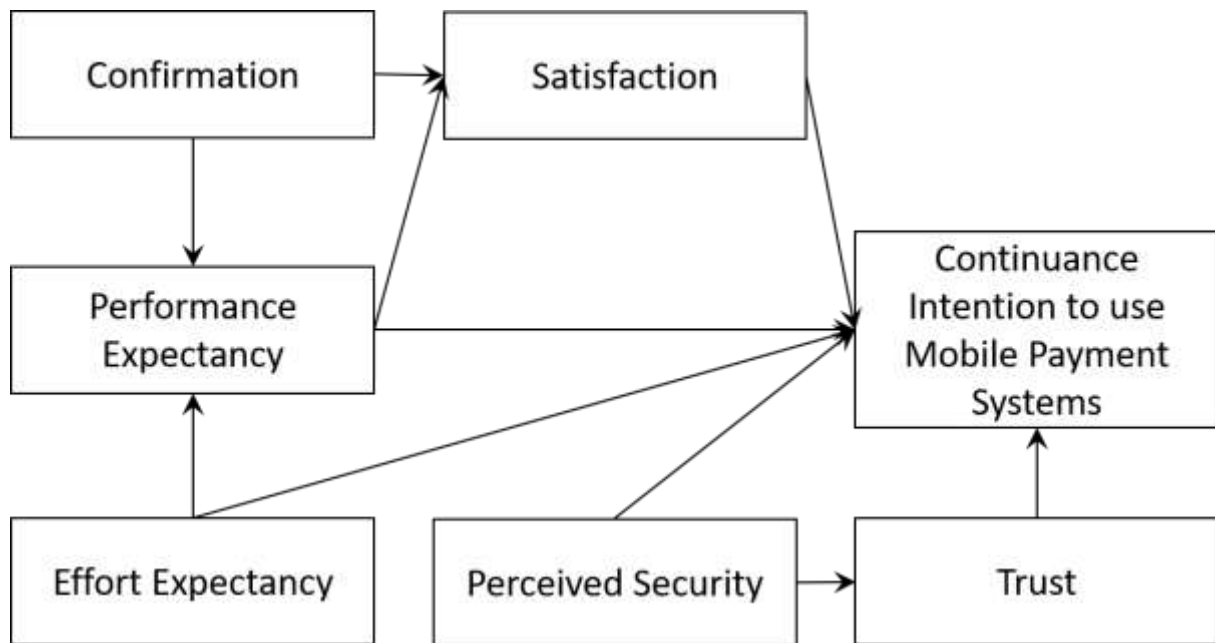 Confirmation
Satisfaction
Performance
Expectancy
Continuance
Intention to use
Mobile Payment
Systems
Effort Expectancy
Perceived Security
Trust